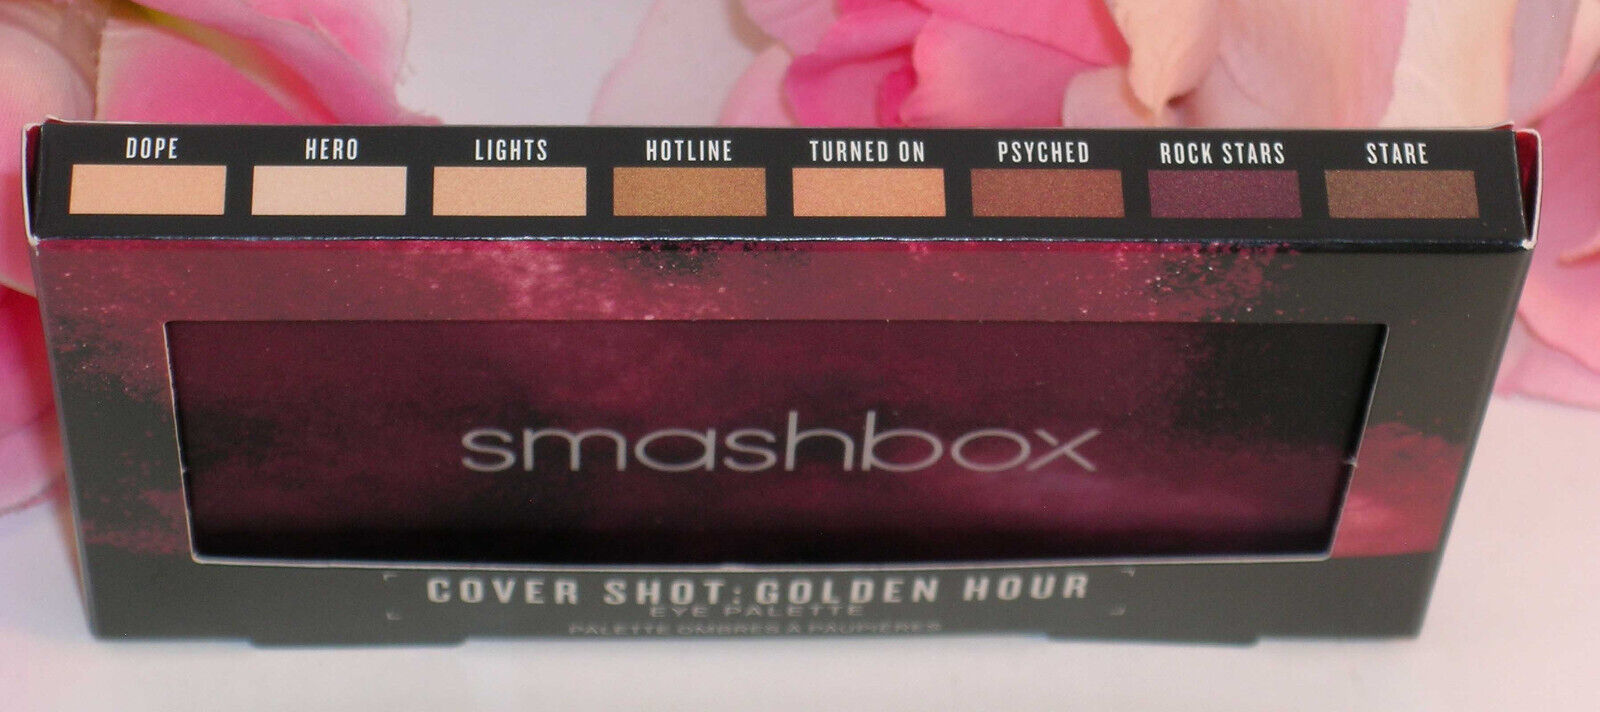 DOPE HERO LIGHTS HOTLINE TURNED ON PSYCHED ROCK STARS STARE
smashbox
COVER SHOT: GOLDEN HOUR
EYE PALETTE
PALETTE OMBRES À PAUPIÈRES